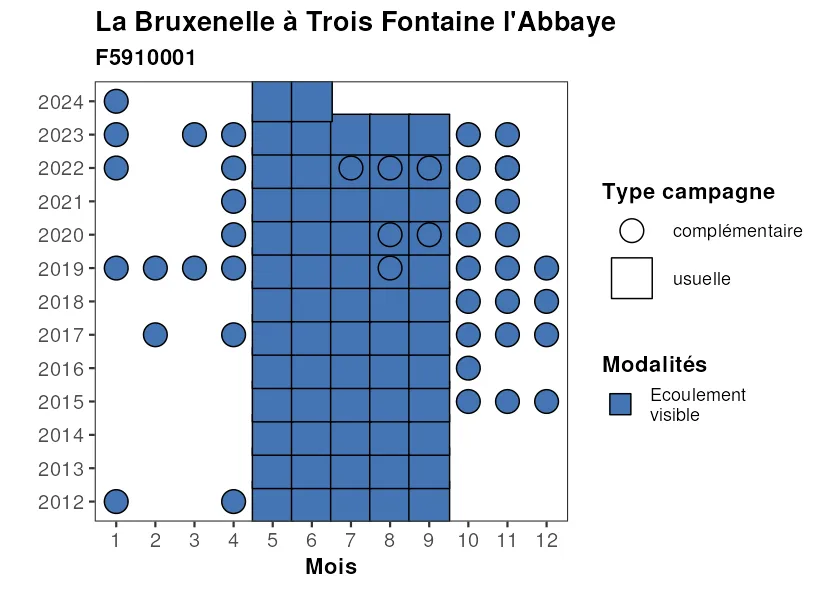 La Bruxenelle à Trois Fontaine l'Abbaye
F5910001
2024
2023
2022
2021
2020
2019
2018
2017
2016
2015
2014
2013
2012
1 2 3 4 5 6 7 8 9 10 11 12
Mois
Type campagne
complémentaire
usuelle
Modalités
Ecoulement
visible